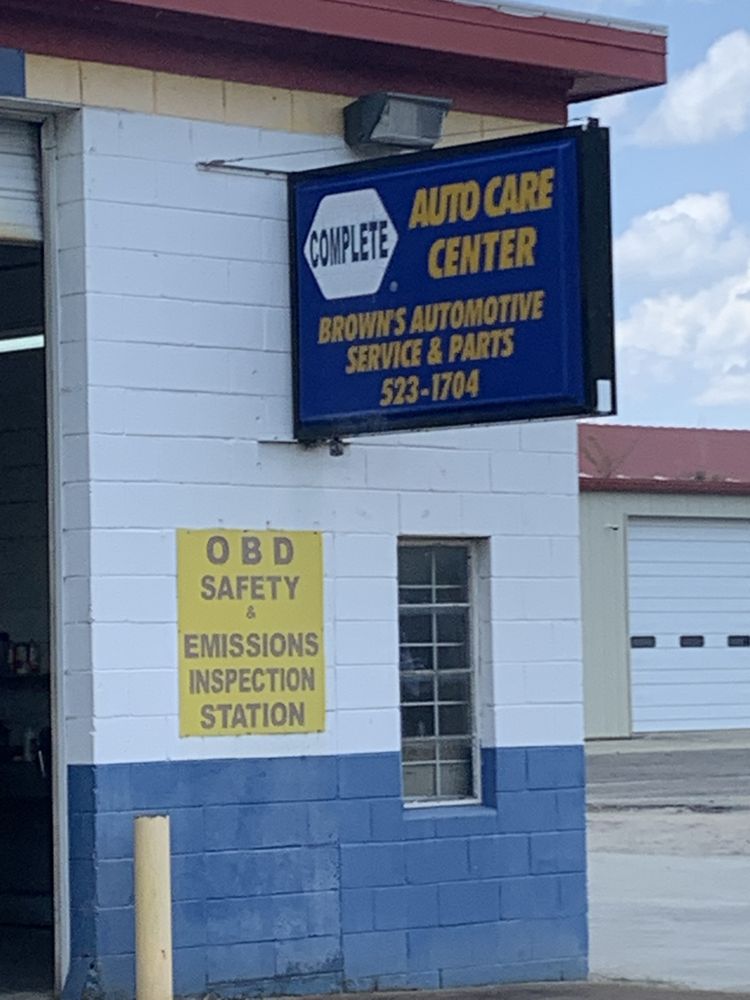 COMPLETE
AUTO CARE
CENTER
BROWN'S AUTOMOTIVE
SERVICE & PARTS
523-1704
OBD
SAFETY
&
EMISSIONS
INSPECTION
STATION